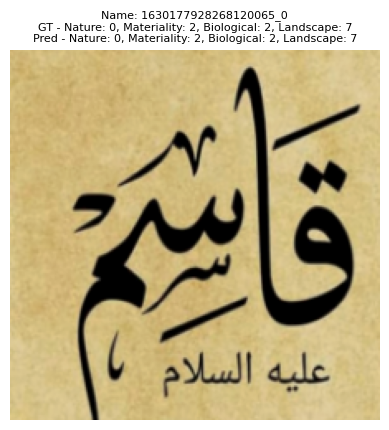 Name: 1630177928268120065_0
GT - Nature: 0, Materiality: 2, Biological: 2, Landscape: 7
Pred - Nature: 0, Materiality: 2, Biological: 2, Landscape: 7
قَاسِم
عليه السلام